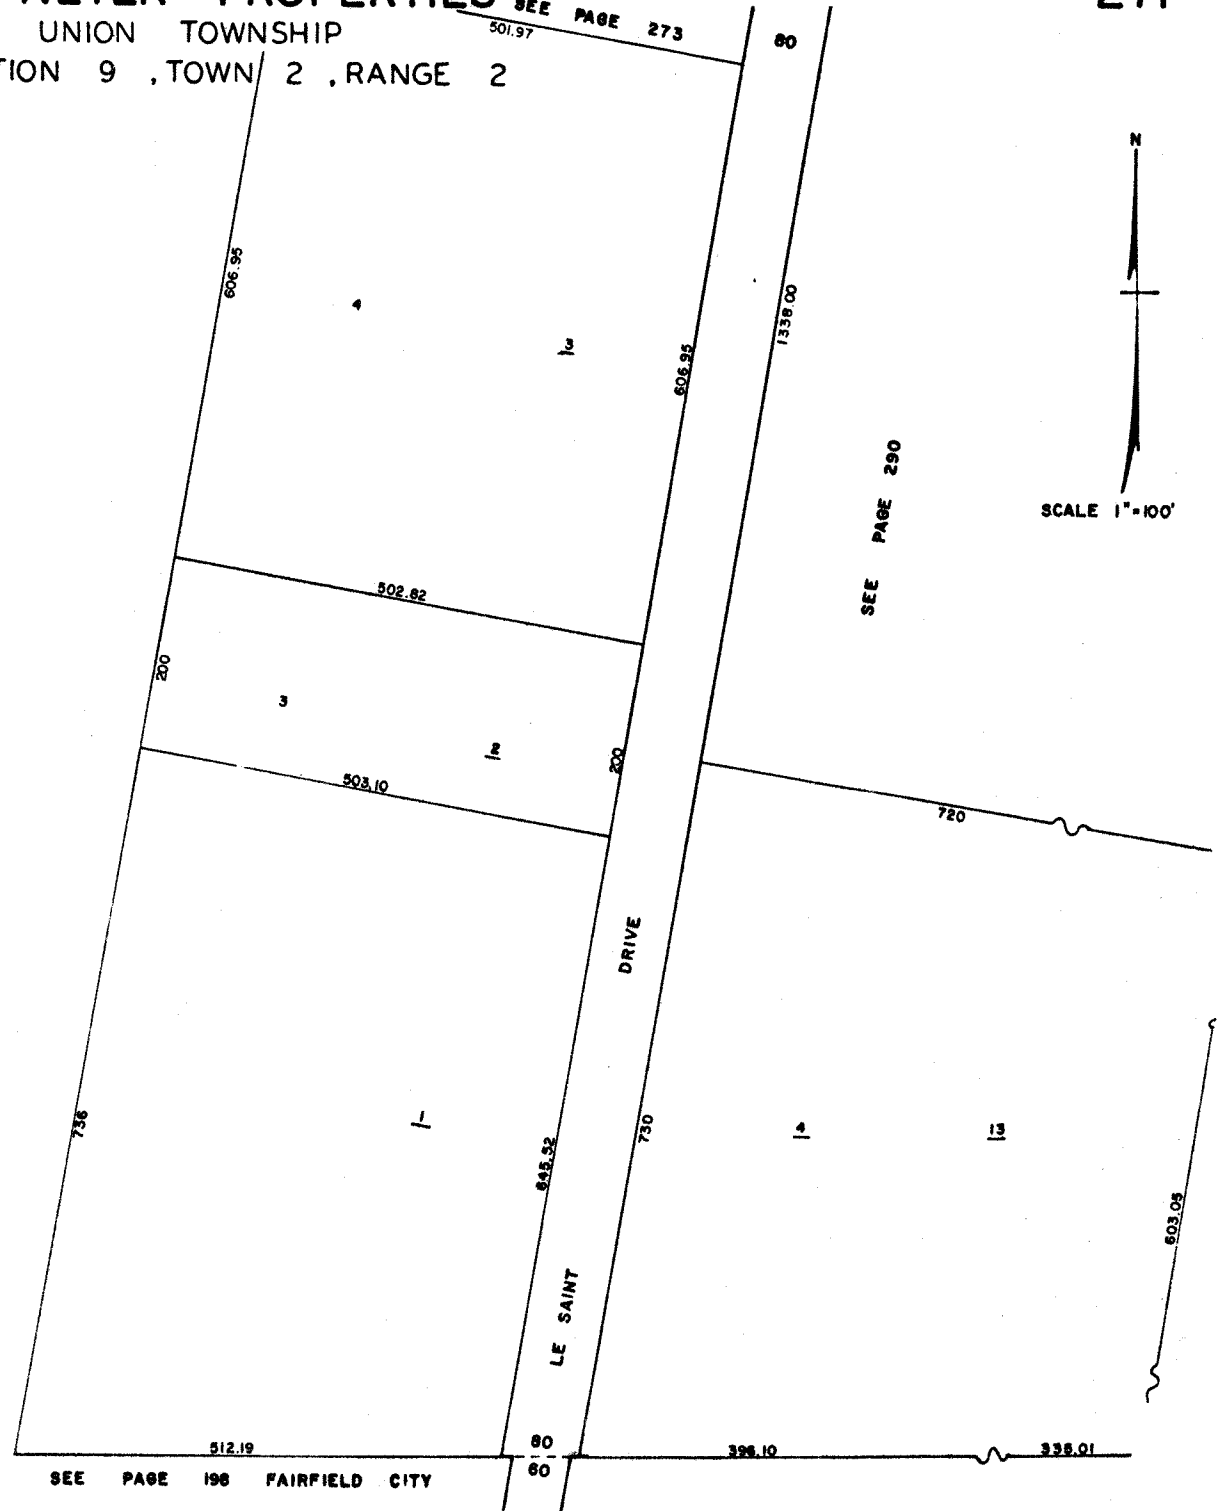 PROPERTIES
UNION TOWNSHIP
TION 9 , TOWN 2 , RANGE 2
SEE PAGE 273
501.97
80
N
606.95
4
3
606.95
1338.00
SEE PAGE 290
SCALE 1"=100'
502.82
200
3
2
200
503.10
720
DRIVE
736
1
645.52
730
4
13
603.05
LE SAINT
512.19
80
60
396.10
336.01
SEE PAGE 196 FAIRFIELD CITY